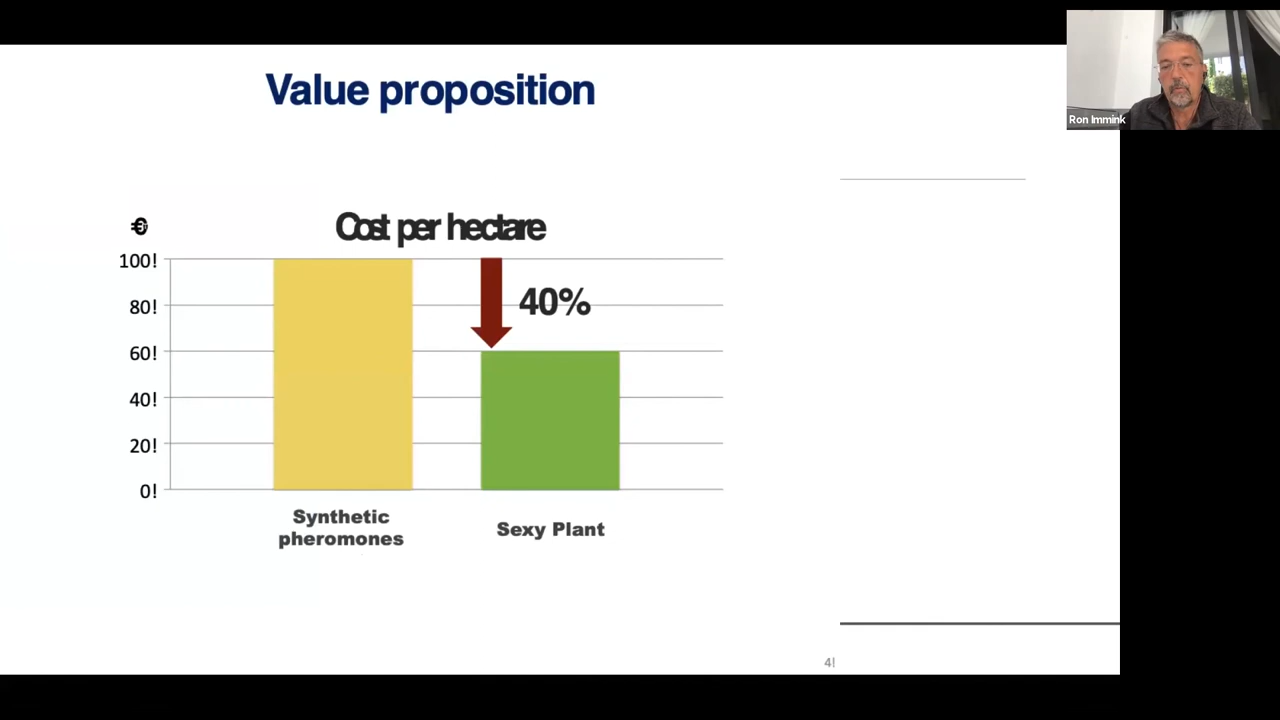 Value proposition
Ron Immink
€
Cost per hectare
100!
40%
80!
60!
40!
20!
0!
Synthetic
pheromones
Sexy Plant
4!